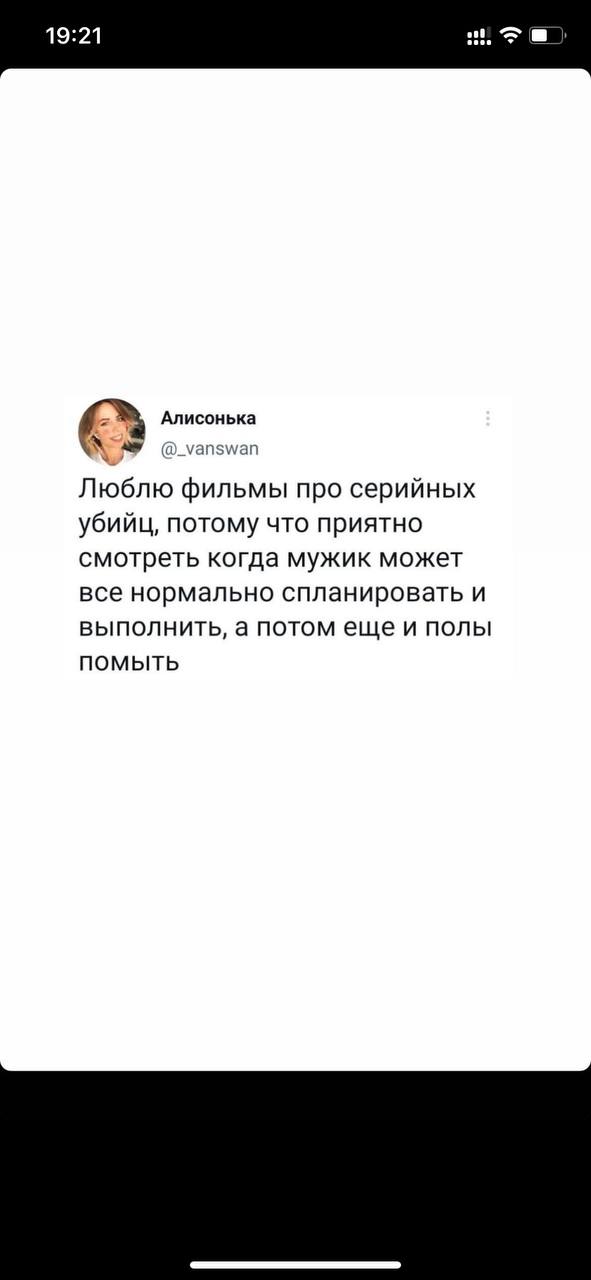 19:21
Алисонька
@_vanswan
Люблю фильмы про серийных
убийц, потому что приятно
смотреть когда мужик может
все нормально спланировать и
выполнить, а потом еще и полы
помыть